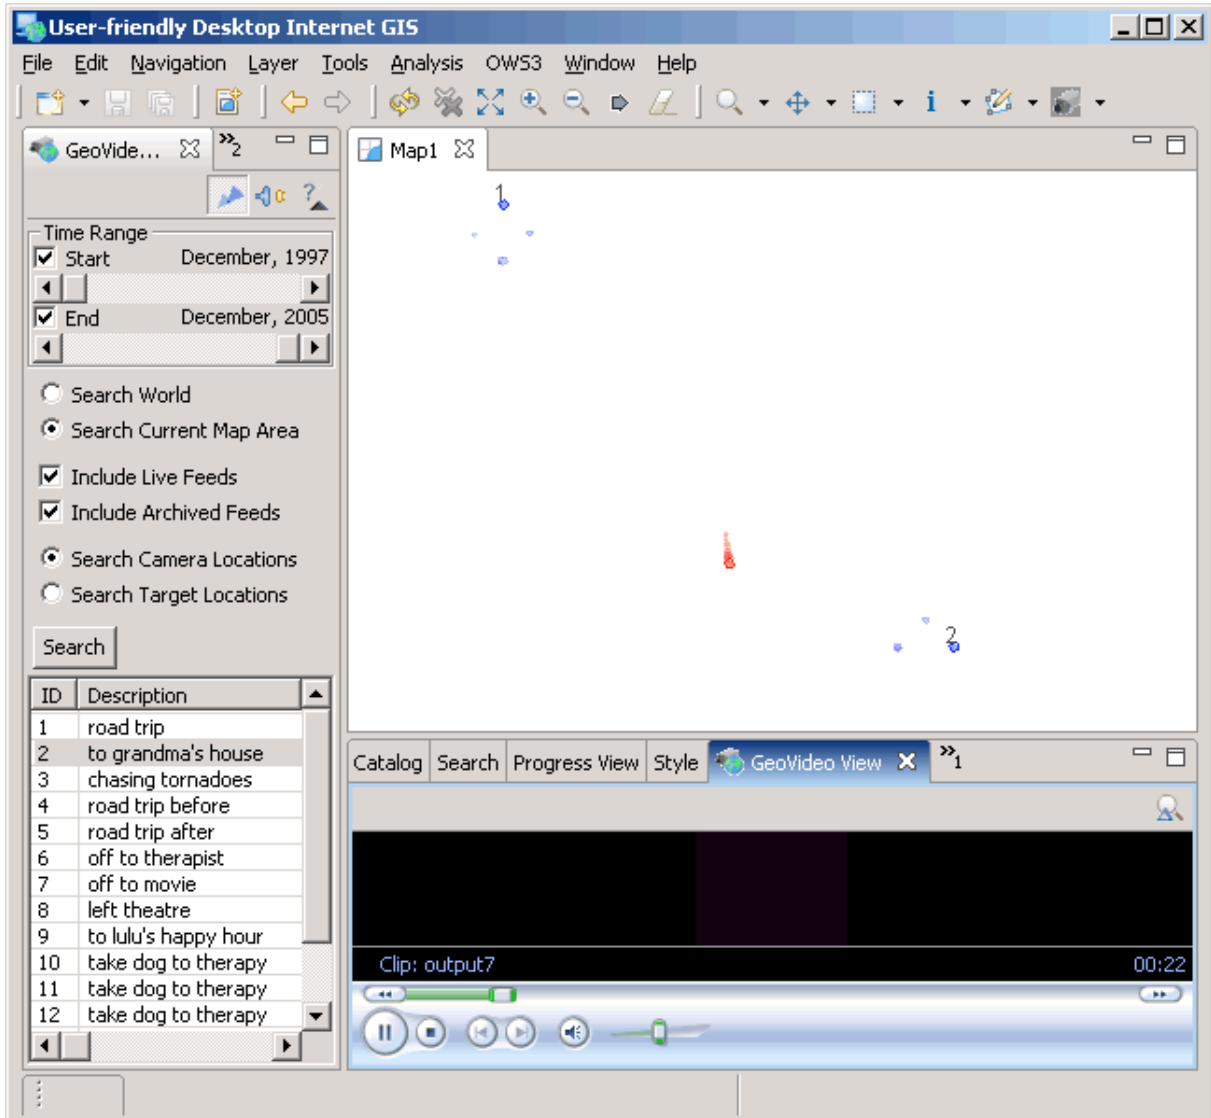 User-friendly Desktop Internet GIS
File Edit Navigation Layer Tools Analysis OWS3 Window Help
GeoVide... »2
Time Range
Start December, 1997
End December, 2005
Search World
Search Current Map Area
Include Live Feeds
Include Archived Feeds
Search Camera Locations
Search Target Locations
Search
ID Description
1 road trip
2 to grandma's house
3 chasing tornadoes
4 road trip before
5 road trip after
6 off to therapist
7 off to movie
8 left theatre
9 to lulu's happy hour
10 take dog to therapy
11 take dog to therapy
12 take dog to therapy
Map1
1
2
Catalog Search Progress View Style GeoVideo View »1
Clip: output7 00:22